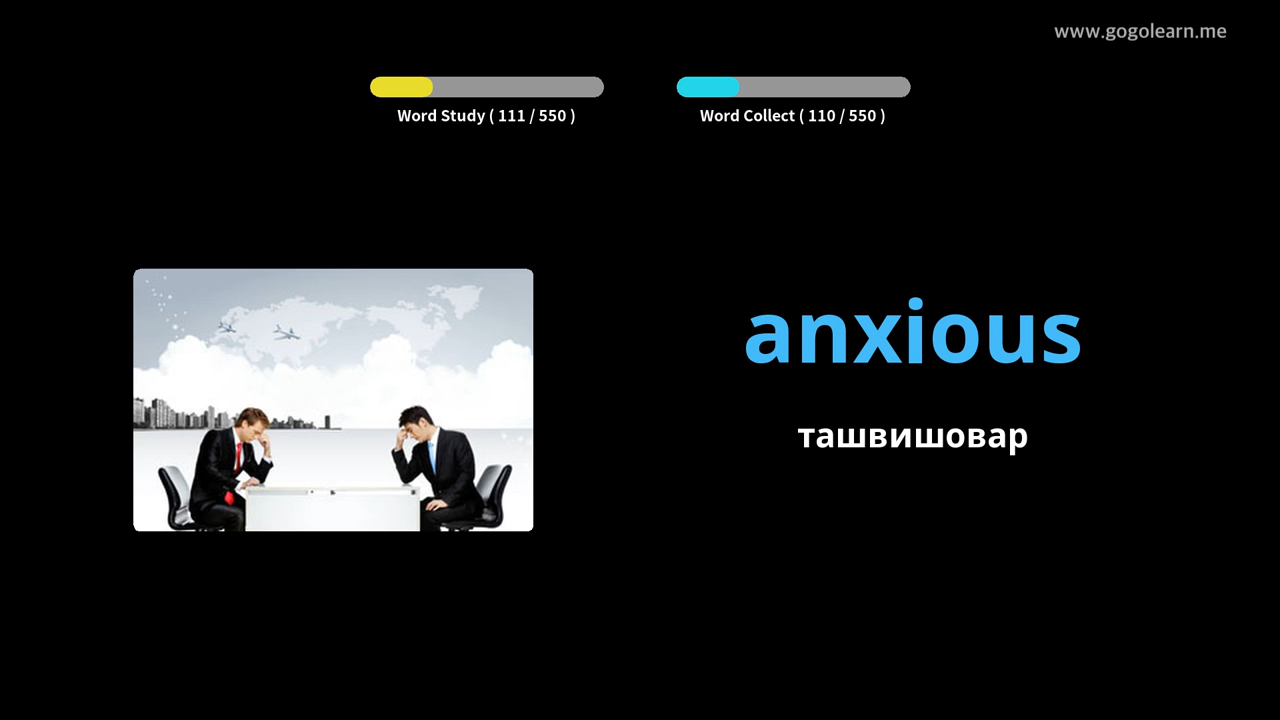 www.gogolearn.me
Word Study ( 111 / 550 )
Word Collect ( 110 / 550 )
anxious
ташвишовар